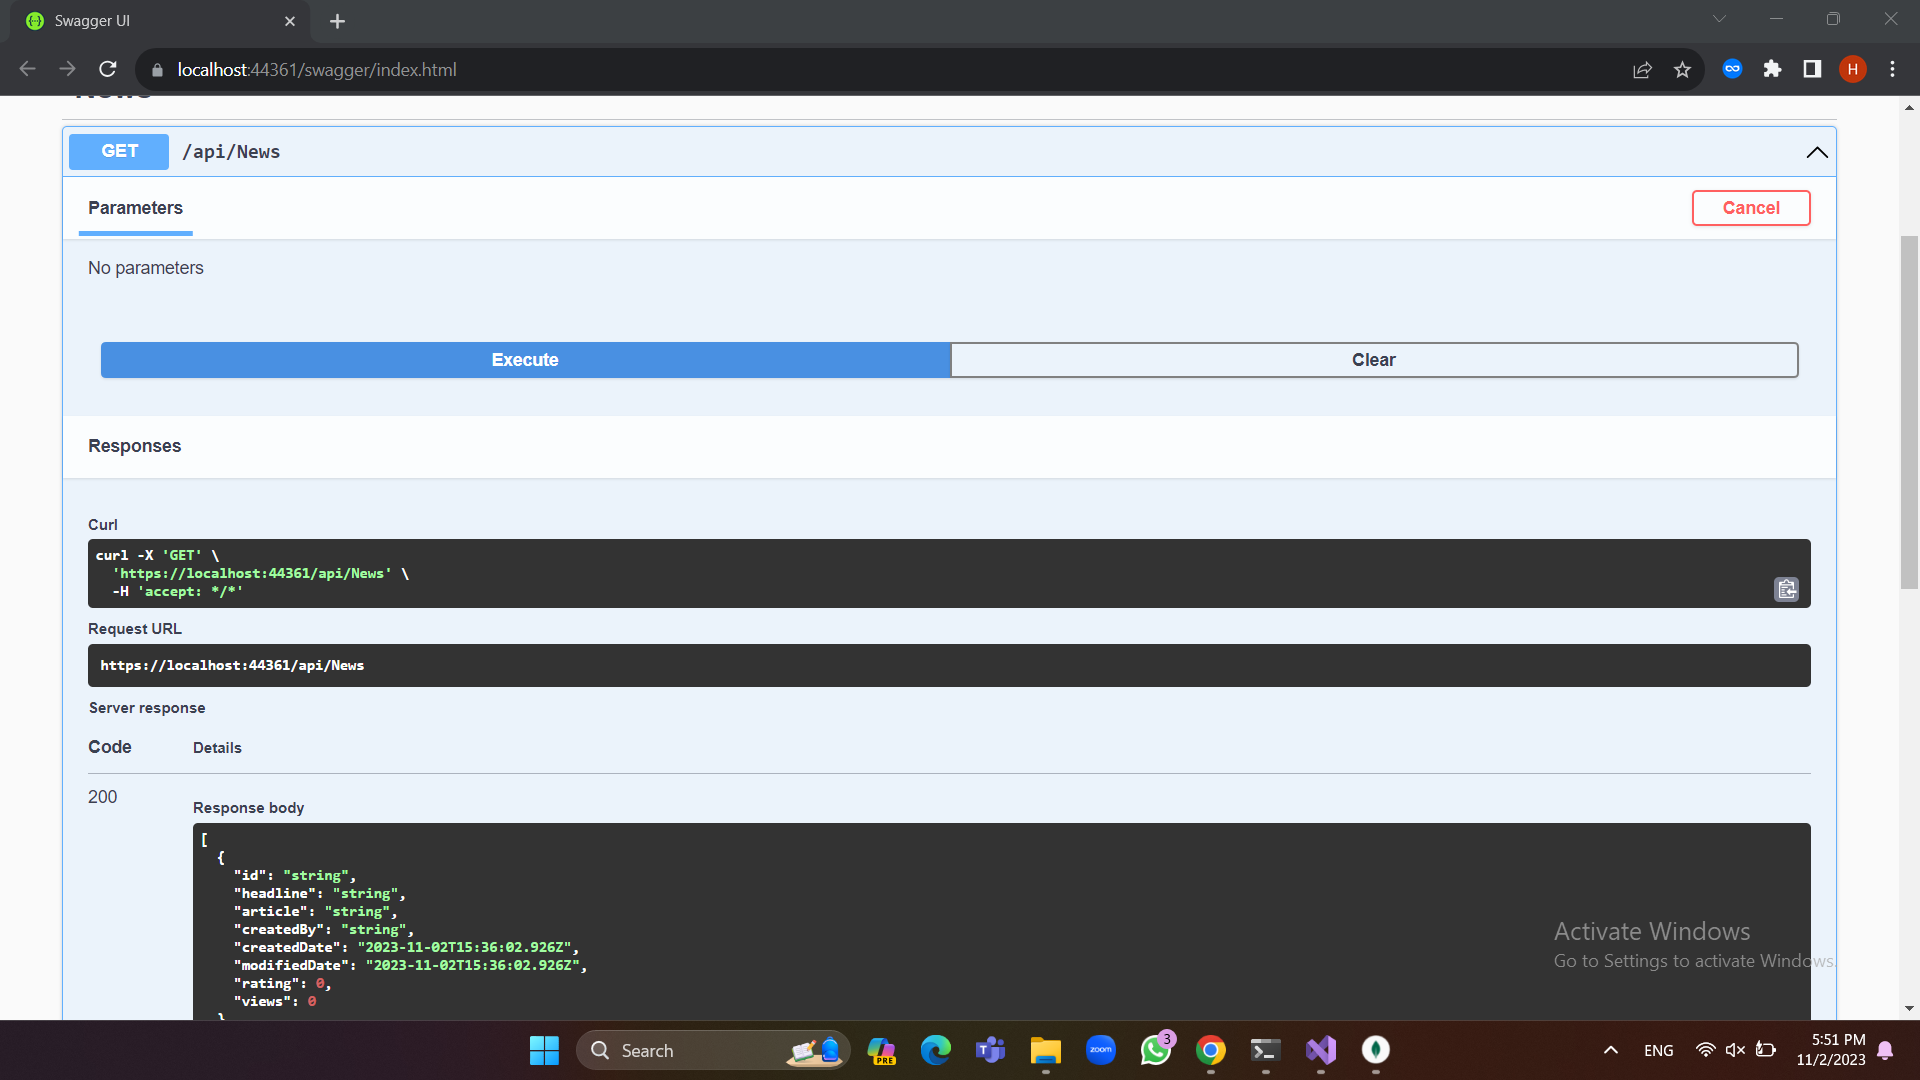 Swagger UI
localhost:44361/swagger/index.html
H
GET /api/News
Parameters
Cancel
No parameters
Execute
Clear
Responses
Curl
curl -X 'GET' \
'https://localhost:44361/api/News' \
-H 'accept: */*'
Request URL
https://localhost:44361/api/News
Server response
Code Details
200
Response body
[
{
"id": "string",
"headline": "string",
"article": "string",
"createdBy": "string",
"createdDate": "2023-11-02T15:36:02.926Z",
"modifiedDate": "2023-11-02T15:36:02.926Z",
"rating": 0,
"views": 0
}
Activate Windows
Go to Settings to activate Windows.
Search
PRE
zoom
3
ENG
5:51 PM
11/2/2023